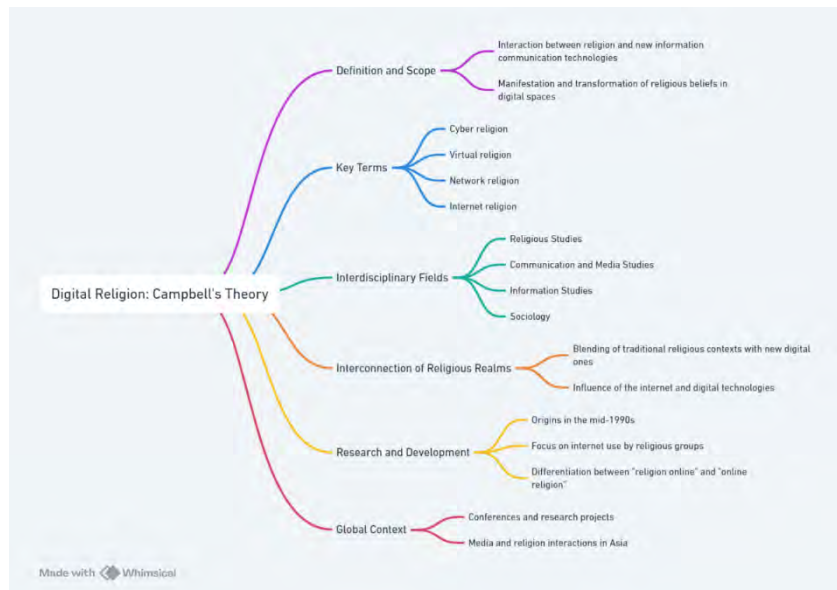 Interaction between religion and new information
communication technologies
Definition and Scope
Manifestation and transformation of religious beliefs in
digital spaces
Cyber religion
Virtual religion
Key Terms
Network religion
Internet religion
Religious Studies
Communication and Media Studies
Interdisciplinary Fields
Information Studies
Sociology
Digital Religion: Campbell's Theory
Blending of traditional religious contexts with new digital
ones
Interconnection of Religious Realms
Influence of the internet and digital technologies
Origins in the mid-1990s
Focus on internet use by religious groups
Research and Development
Differentiation between "religion online" and "online
religion"
Conferences and research projects
Global Context
Media and religion interactions in Asia
Made with Whimsical